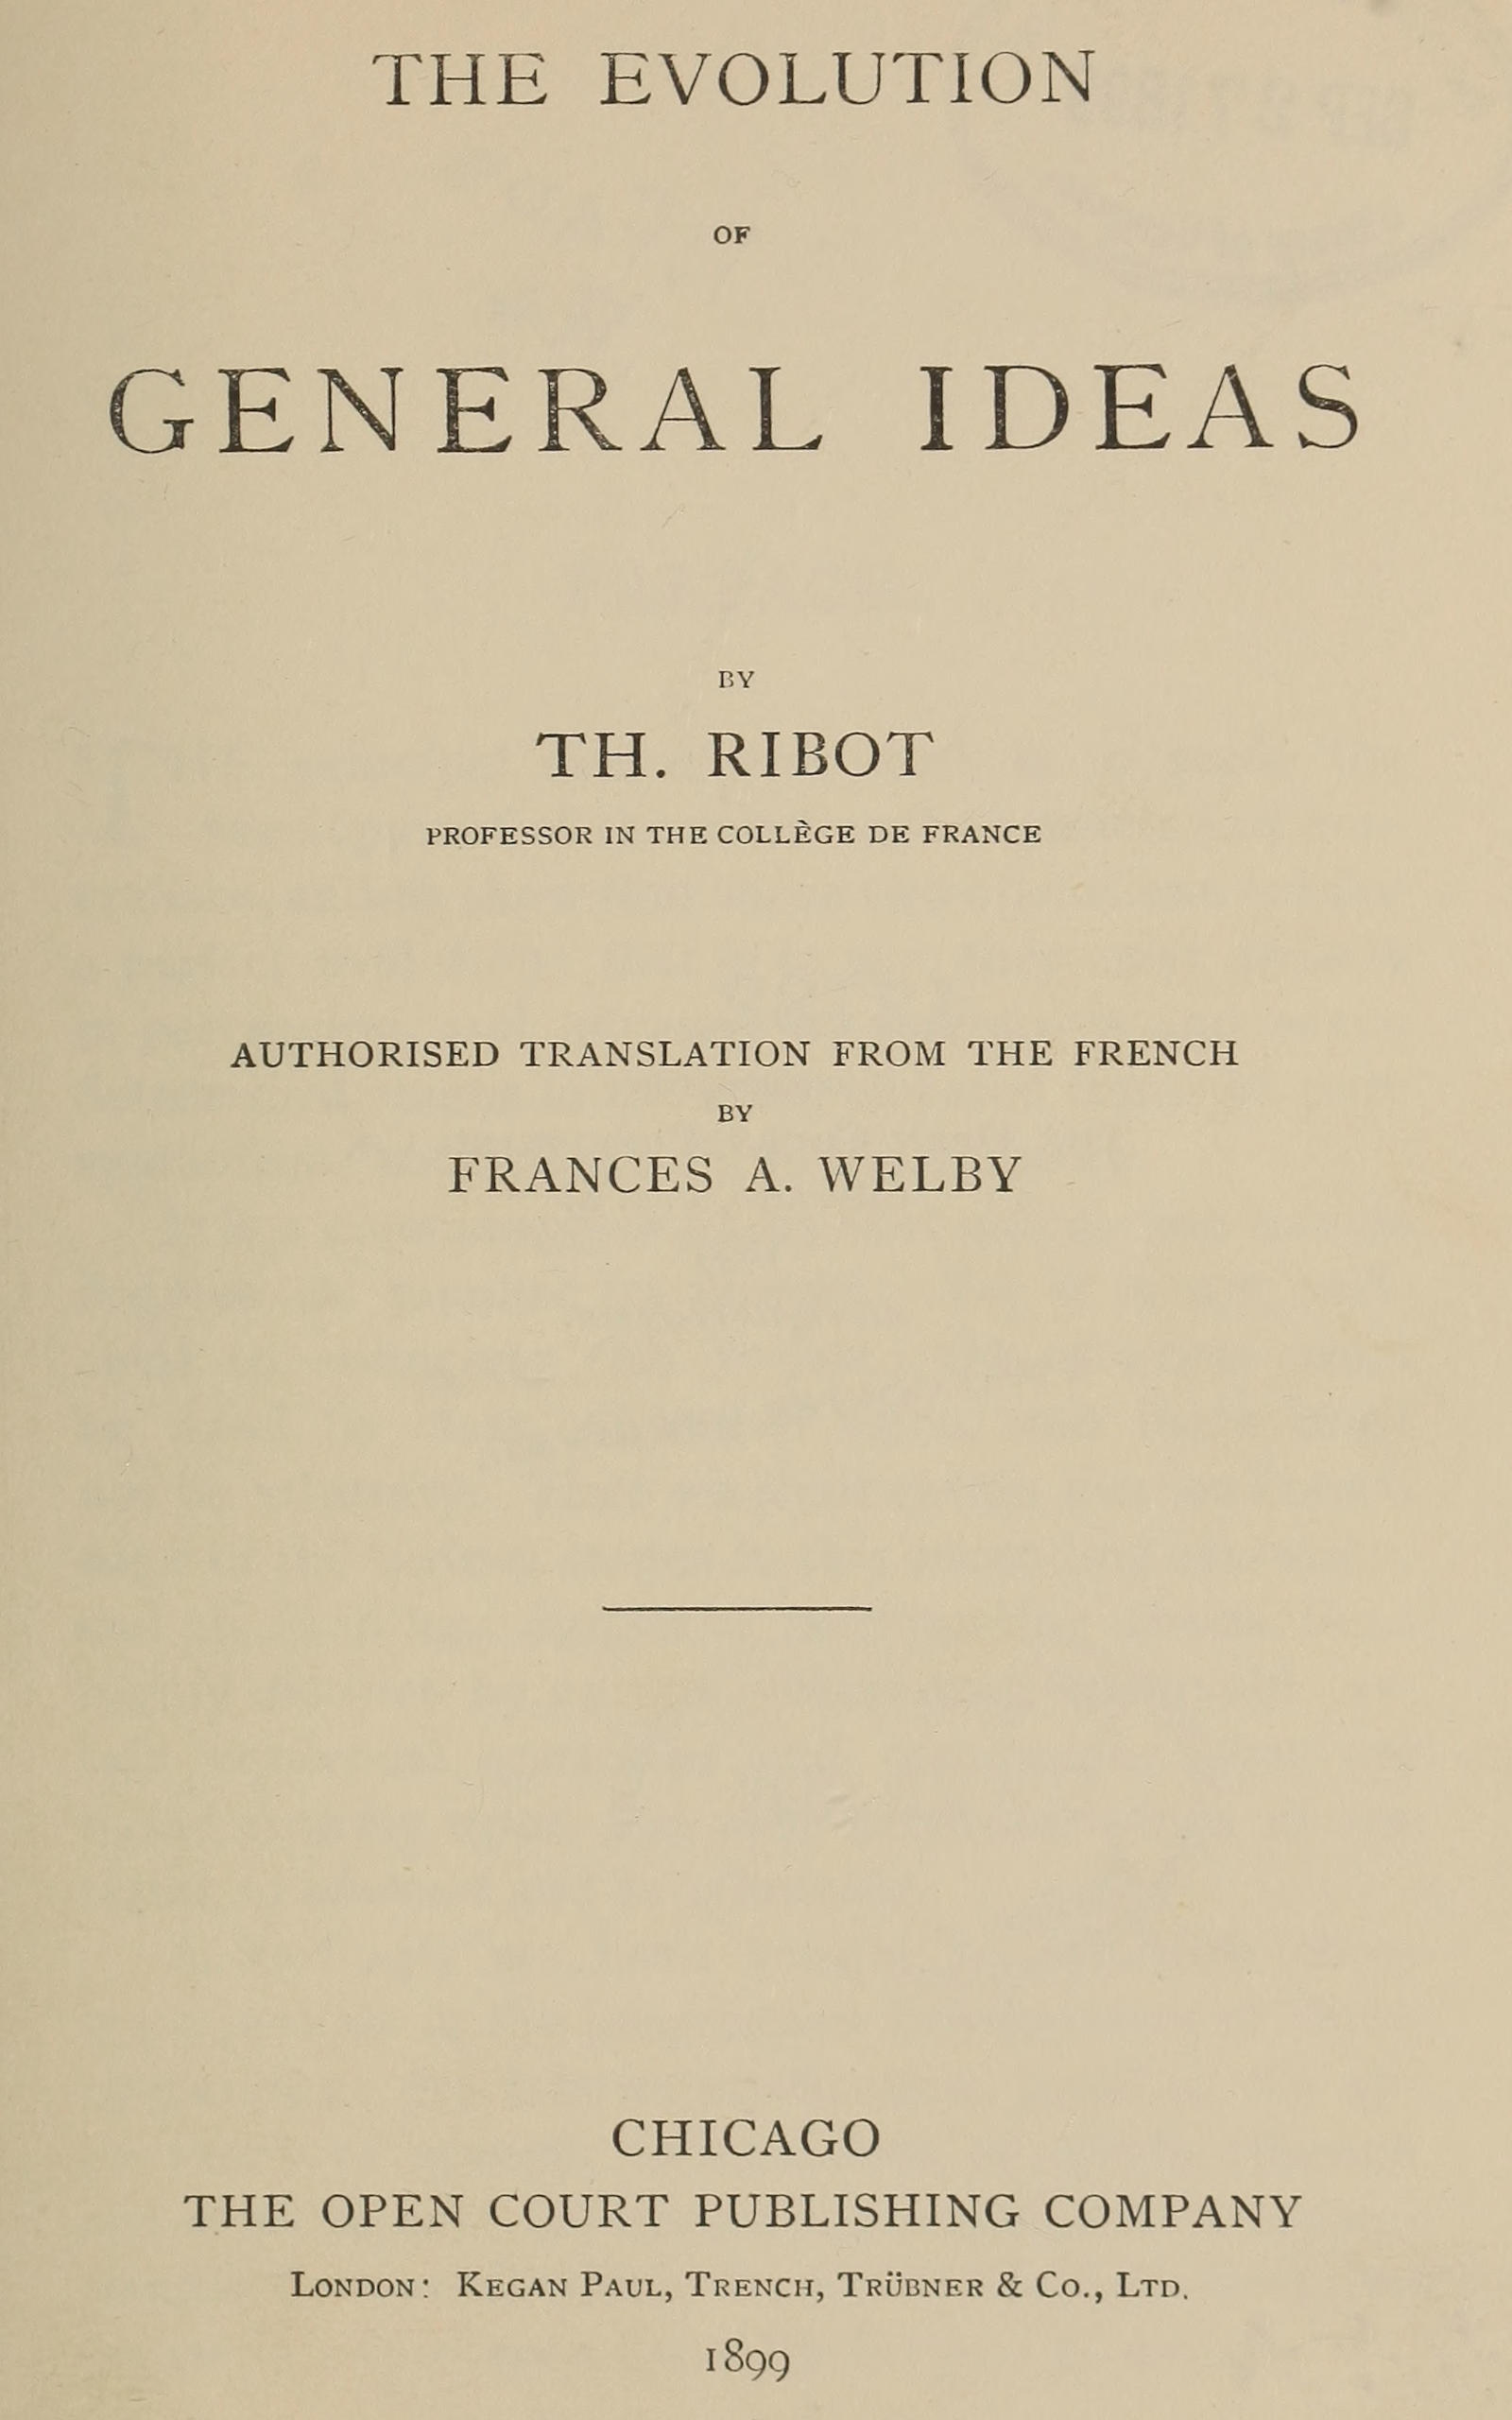 THE EVOLUTION
OF
GENERAL IDEAS
BY
TH. RIBOT
PROFESSOR IN THE COLLÈGE DE FRANCE
AUTHORISED TRANSLATION FROM THE FRENCH
BY
FRANCES A. WELBY
CHICAGO
THE OPEN COURT PUBLISHING COMPANY
LONDON: KEGAN PAUL, TRENCH, TRÜBNER & CO., LTD.
1899